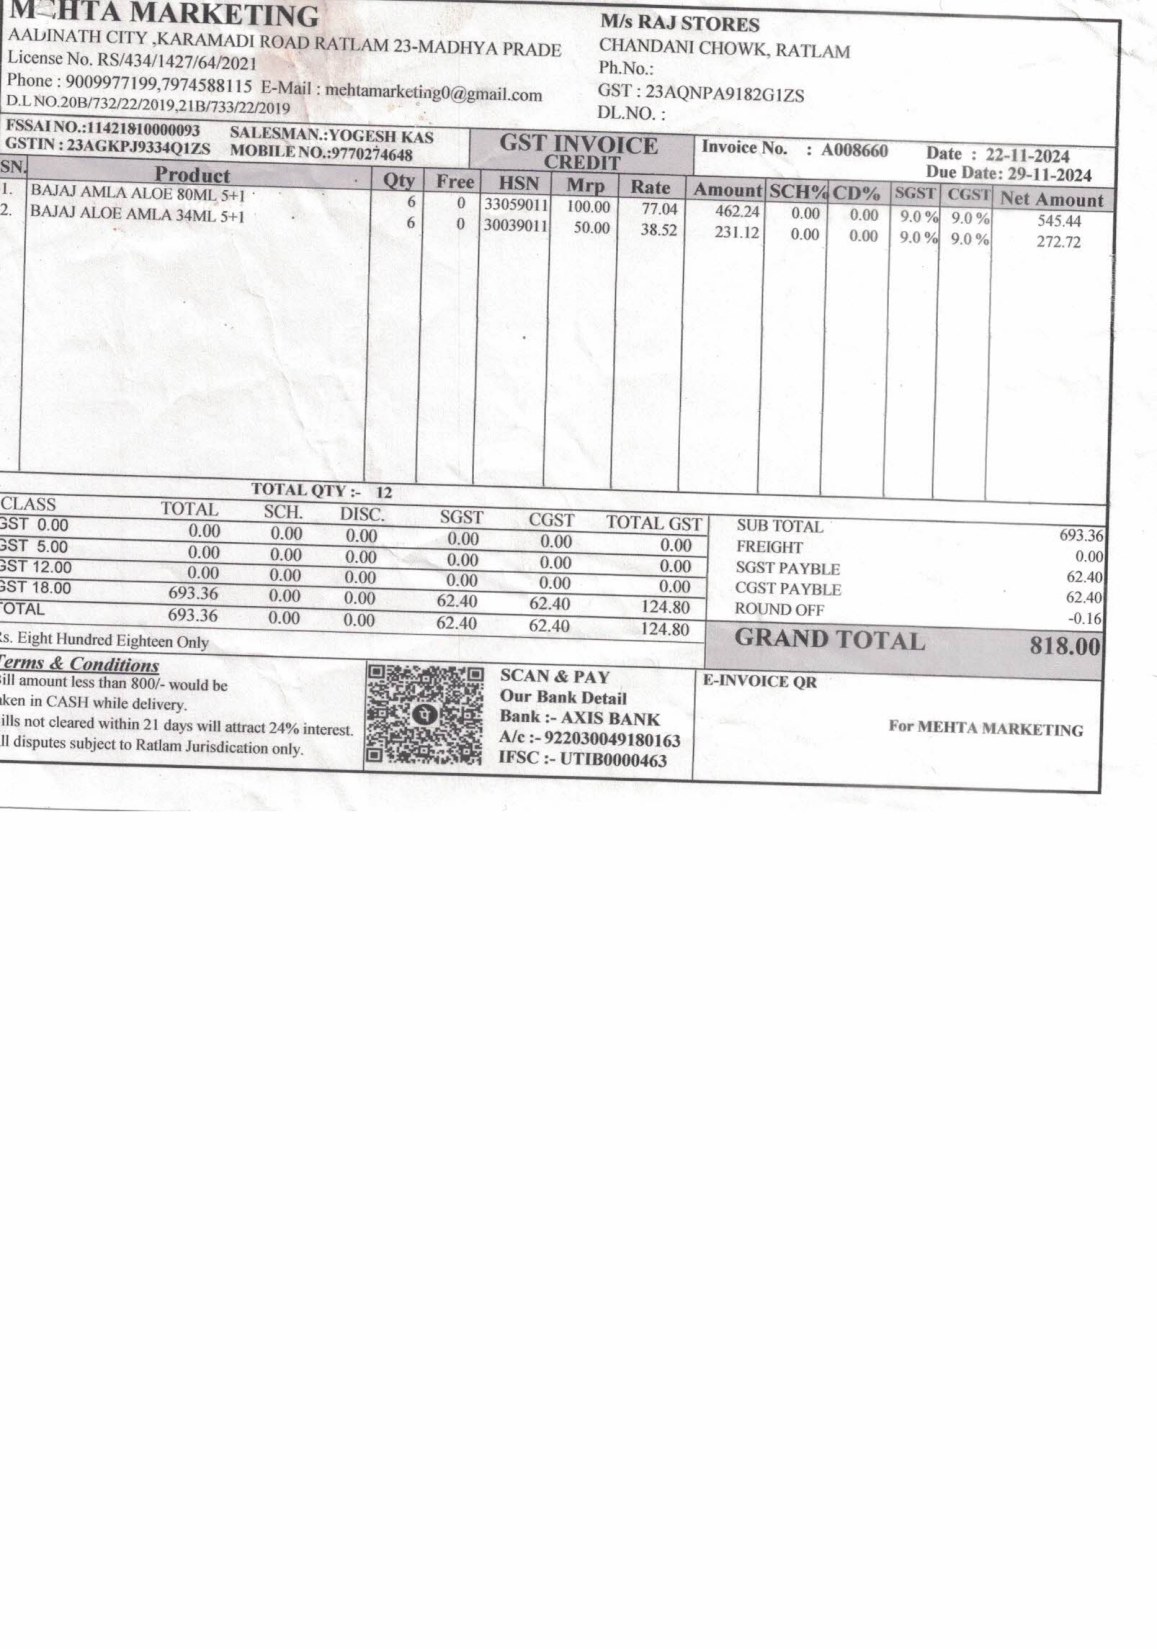 MEHTA MARKETING
AADINATH CITY ,KARAMADI ROAD RATLAM 23-MADHYA PRADE
License No. RS/434/1427/64/2021
Phone : 9009977199,7974588115 E-Mail : mehtamarketing0@gmail.com
D.L NO.20B/732/22/2019,21B/733/22/2019
M/s RAJ STORES
CHANDANI CHOWK, RATLAM
Ph.No.:
GST : 23AQNPA9182G1ZS
DL.NO. :
FSSAI NO.:11421810000093 SALESMAN.:YOGESH KAS
GSTIN : 23AGKPJ9334Q1ZS MOBILE NO.:9770274648
GST INVOICE
CREDIT
Invoice No. : A008660 Date : 22-11-2024
Due Date: 29-11-2024
SN. Product Qty Free HSN Mrp Rate Amount SCH% CD% SGST CGST Net Amount
1. BAJAJ AMLA ALOE 80ML 5+1 6 0 33059011 100.00 77.04 462.24 0.00 0.00 9.0 % 9.0 % 545.44
2. BAJAJ ALOE AMLA 34ML 5+1 6 0 30039011 50.00 38.52 231.12 0.00 0.00 9.0 % 9.0 % 272.72
TOTAL QTY :- 12
CLASS TOTAL SCH. DISC. SGST CGST TOTAL GST
GST 0.00 0.00 0.00 0.00 0.00 0.00 0.00
GST 5.00 0.00 0.00 0.00 0.00 0.00 0.00
GST 12.00 0.00 0.00 0.00 0.00 0.00 0.00
GST 18.00 693.36 0.00 0.00 62.40 62.40 124.80
TOTAL 693.36 0.00 0.00 62.40 62.40 124.80
SUB TOTAL 693.36
FREIGHT 0.00
SGST PAYBLE 62.40
CGST PAYBLE 62.40
ROUND OFF -0.16
GRAND TOTAL 818.00
Rs. Eight Hundred Eighteen Only
Terms & Conditions
Bill amount less than 800/- would be
taken in CASH while delivery.
Bills not cleared within 21 days will attract 24% interest.
All disputes subject to Ratlam Jurisdication only.
SCAN & PAY
Our Bank Detail
Bank :- AXIS BANK
A/c :- 922030049180163
IFSC :- UTIB0000463
E-INVOICE QR
For MEHTA MARKETING